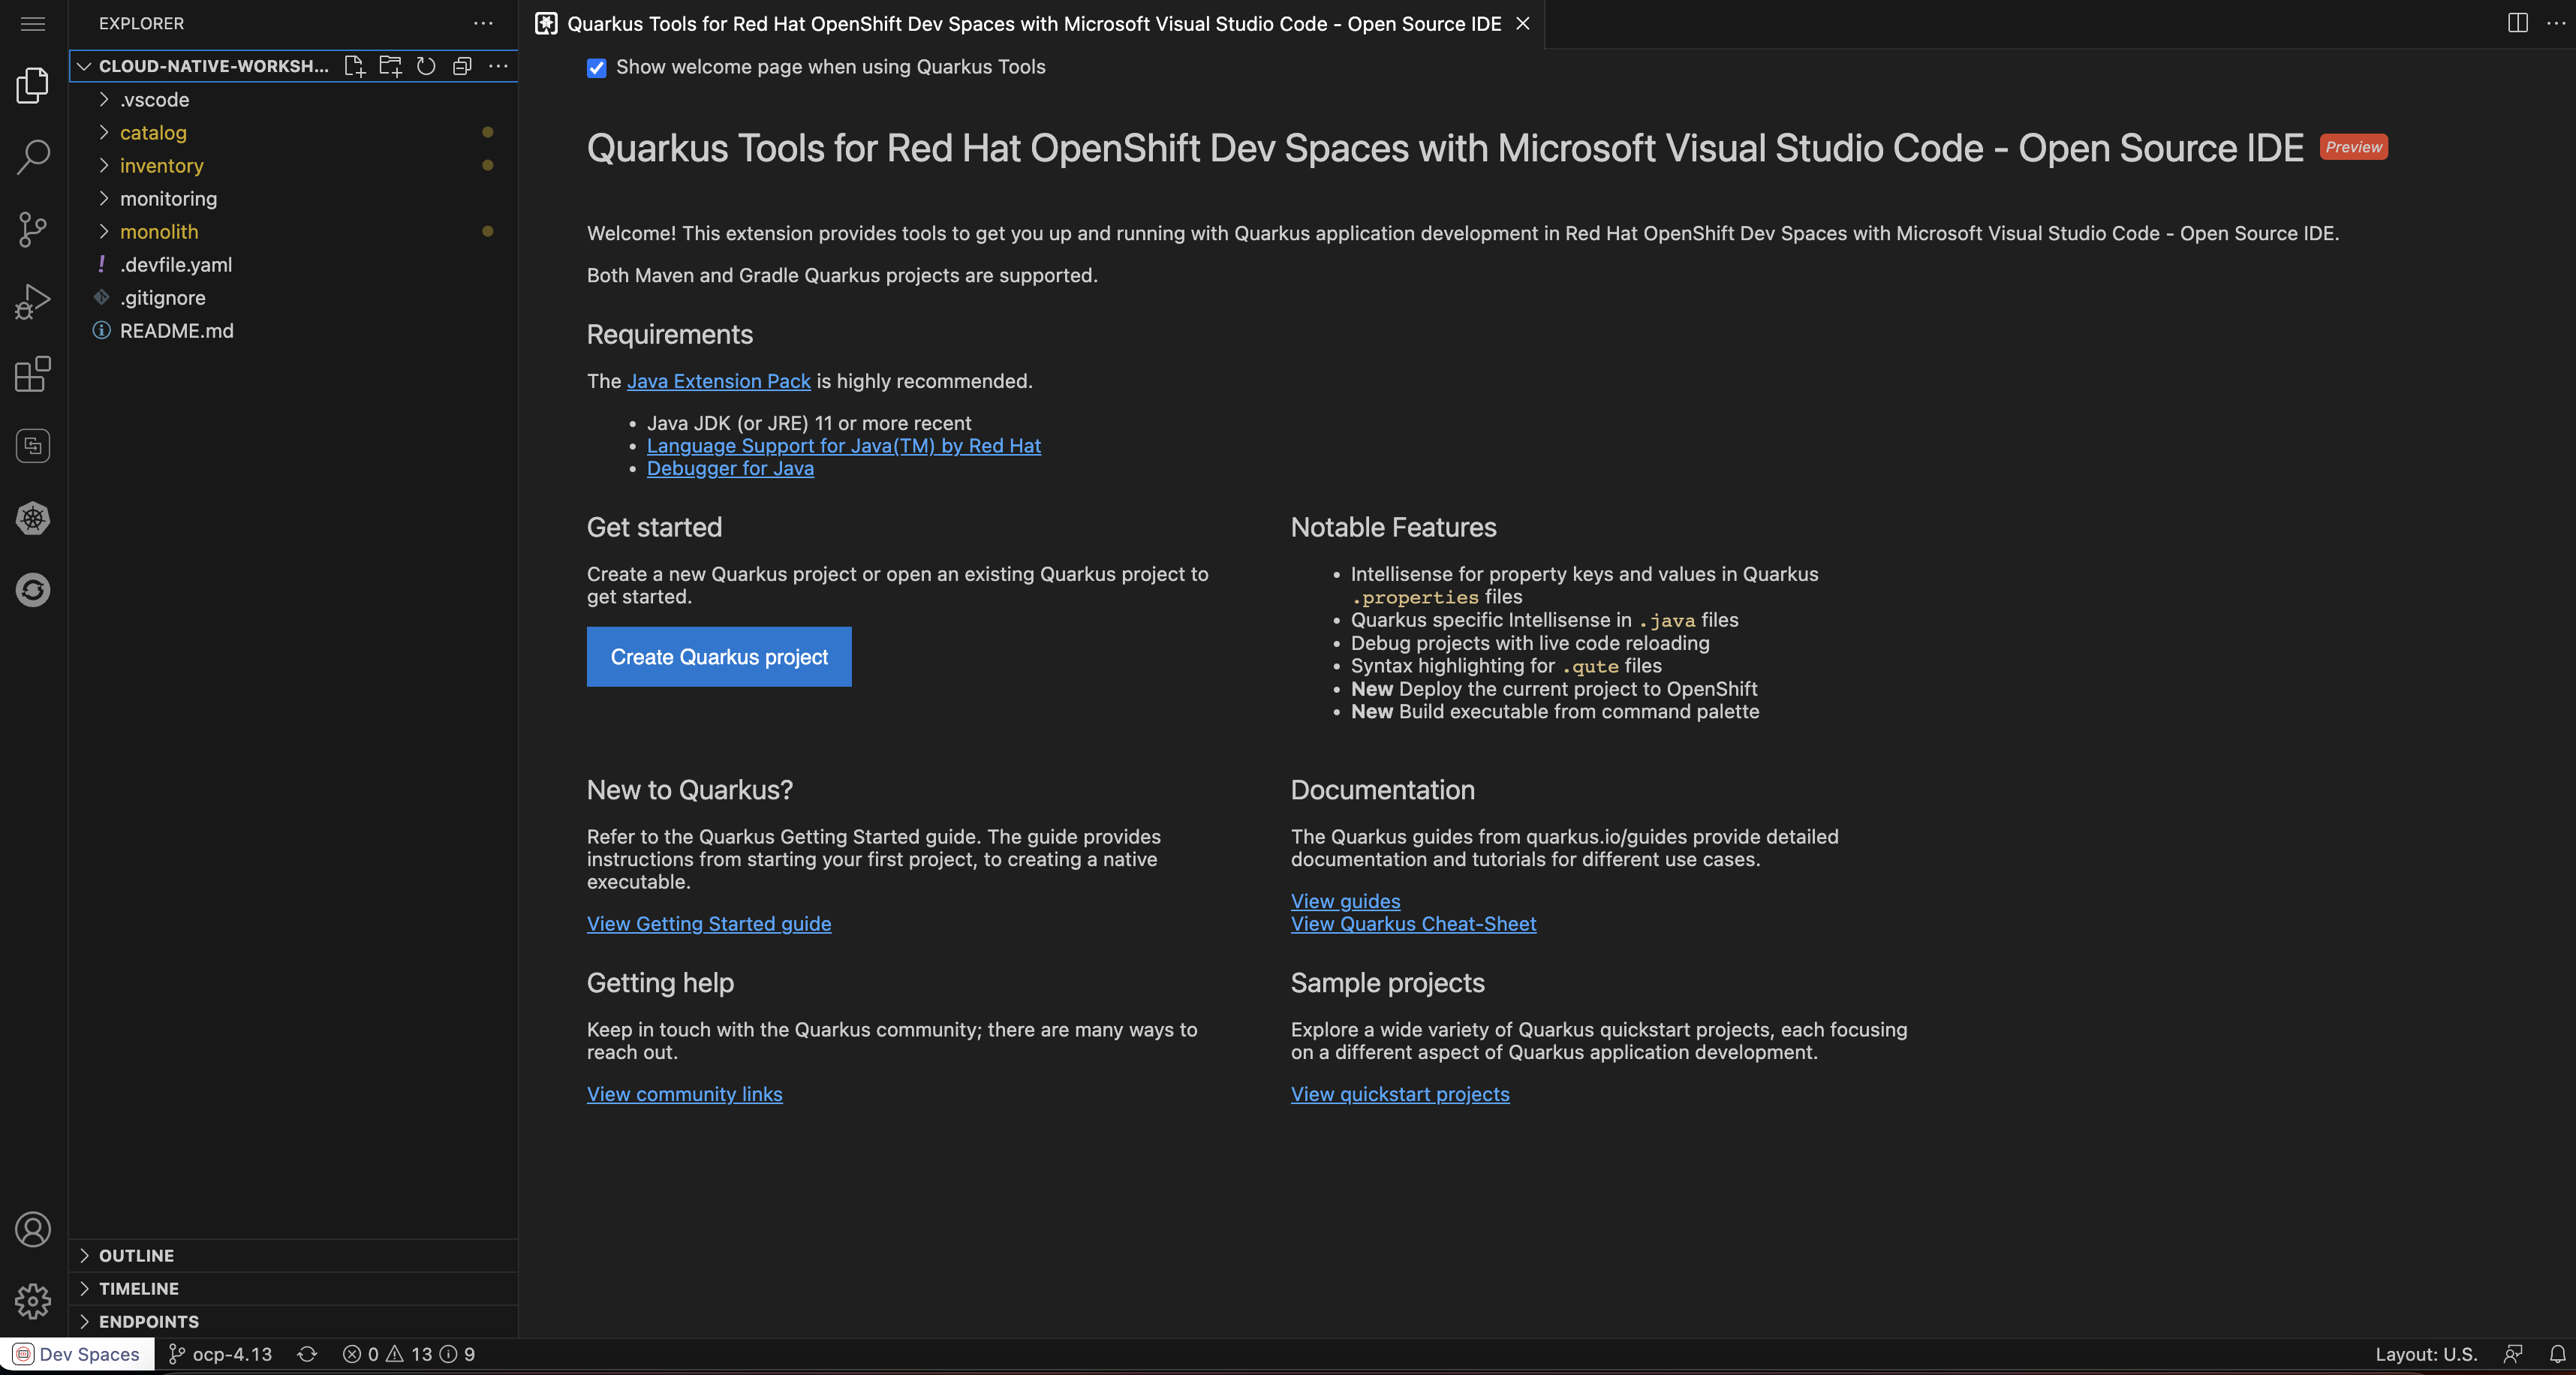 EXPLORER
Quarkus Tools for Red Hat OpenShift Dev Spaces with Microsoft Visual Studio Code - Open Source IDE
CLOUD-NATIVE-WORKSH...
.vscode
catalog
inventory
monitoring
monolith
.devfile.yaml
.gitignore
README.md
OUTLINE
TIMELINE
ENDPOINTS
Show welcome page when using Quarkus Tools
Quarkus Tools for Red Hat OpenShift Dev Spaces with Microsoft Visual Studio Code - Open Source IDE Preview
Welcome! This extension provides tools to get you up and running with Quarkus application development in Red Hat OpenShift Dev Spaces with Microsoft Visual Studio Code - Open Source IDE.
Both Maven and Gradle Quarkus projects are supported.
Requirements
The Java Extension Pack is highly recommended.
• Java JDK (or JRE) 11 or more recent
• Language Support for Java(TM) by Red Hat
• Debugger for Java
Get started
Create a new Quarkus project or open an existing Quarkus project to
get started.
Create Quarkus project
Notable Features
• Intellisense for property keys and values in Quarkus
.properties files
• Quarkus specific Intellisense in .java files
• Debug projects with live code reloading
• Syntax highlighting for .qute files
• New Deploy the current project to OpenShift
• New Build executable from command palette
New to Quarkus?
Refer to the Quarkus Getting Started guide. The guide provides
instructions from starting your first project, to creating a native
executable.
View Getting Started guide
Documentation
The Quarkus guides from quarkus.io/guides provide detailed
documentation and tutorials for different use cases.
View guides
View Quarkus Cheat-Sheet
Getting help
Keep in touch with the Quarkus community; there are many ways to
reach out.
View community links
Sample projects
Explore a wide variety of Quarkus quickstart projects, each focusing
on a different aspect of Quarkus application development.
View quickstart projects
Dev Spaces ocp-4.13 0 13 9 Layout: U.S.